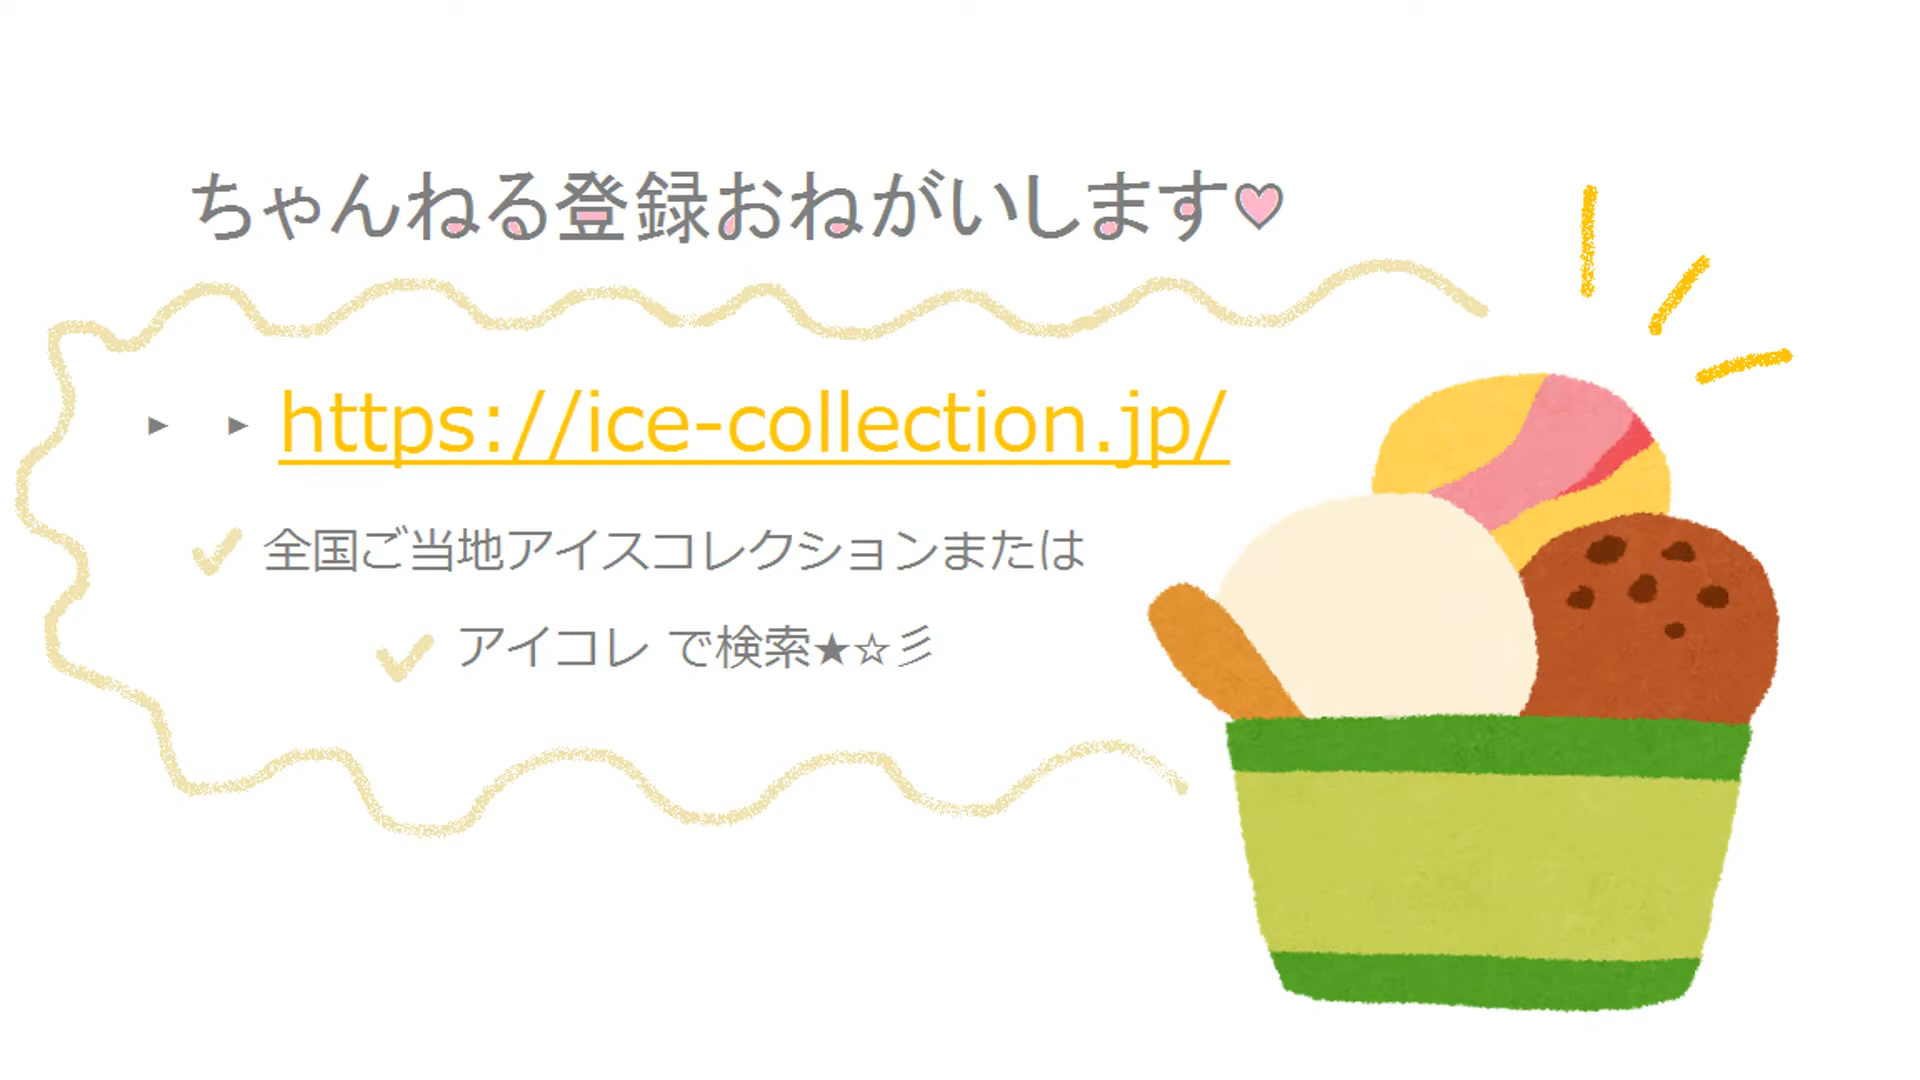 ちゃんねる登録おねがいします♡
▶ ▶ https://ice-collection.jp/
✓ 全国ご当地アイスコレクションまたは
✓ アイコレ で検索★☆彡